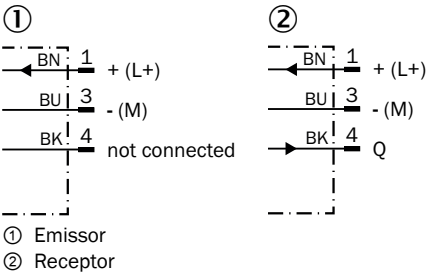 ① ②
BN 1 + (L+) BN 1 + (L+)
BU 3 - (M) BU 3 - (M)
BK 4 not connected BK 4 Q
① Emissor
② Receptor